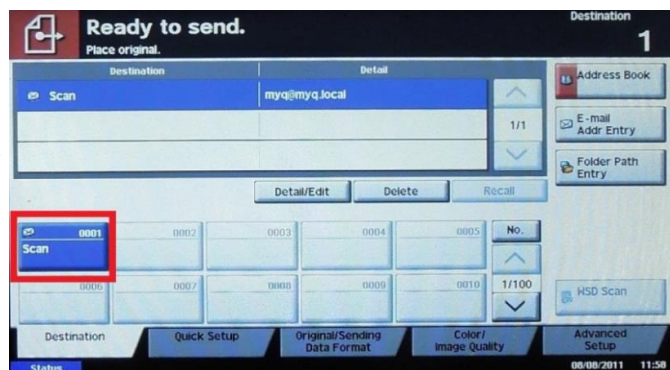 Ready to send.
Place original.
Destination
1
Destination Detail
Scan myq@myq.local
1/1
Address Book
E-mail
Addr Entry
Folder Path
Entry
Detail/Edit Delete Recall
0001 0002 0003 0004 0005 No.
Scan
0006 0007 0008 0009 0010 1/100
WSD Scan
Destination Quick Setup Original/Sending
Data Format Color/
Image Quality Advanced
Setup
Status 08/08/2011 11:58